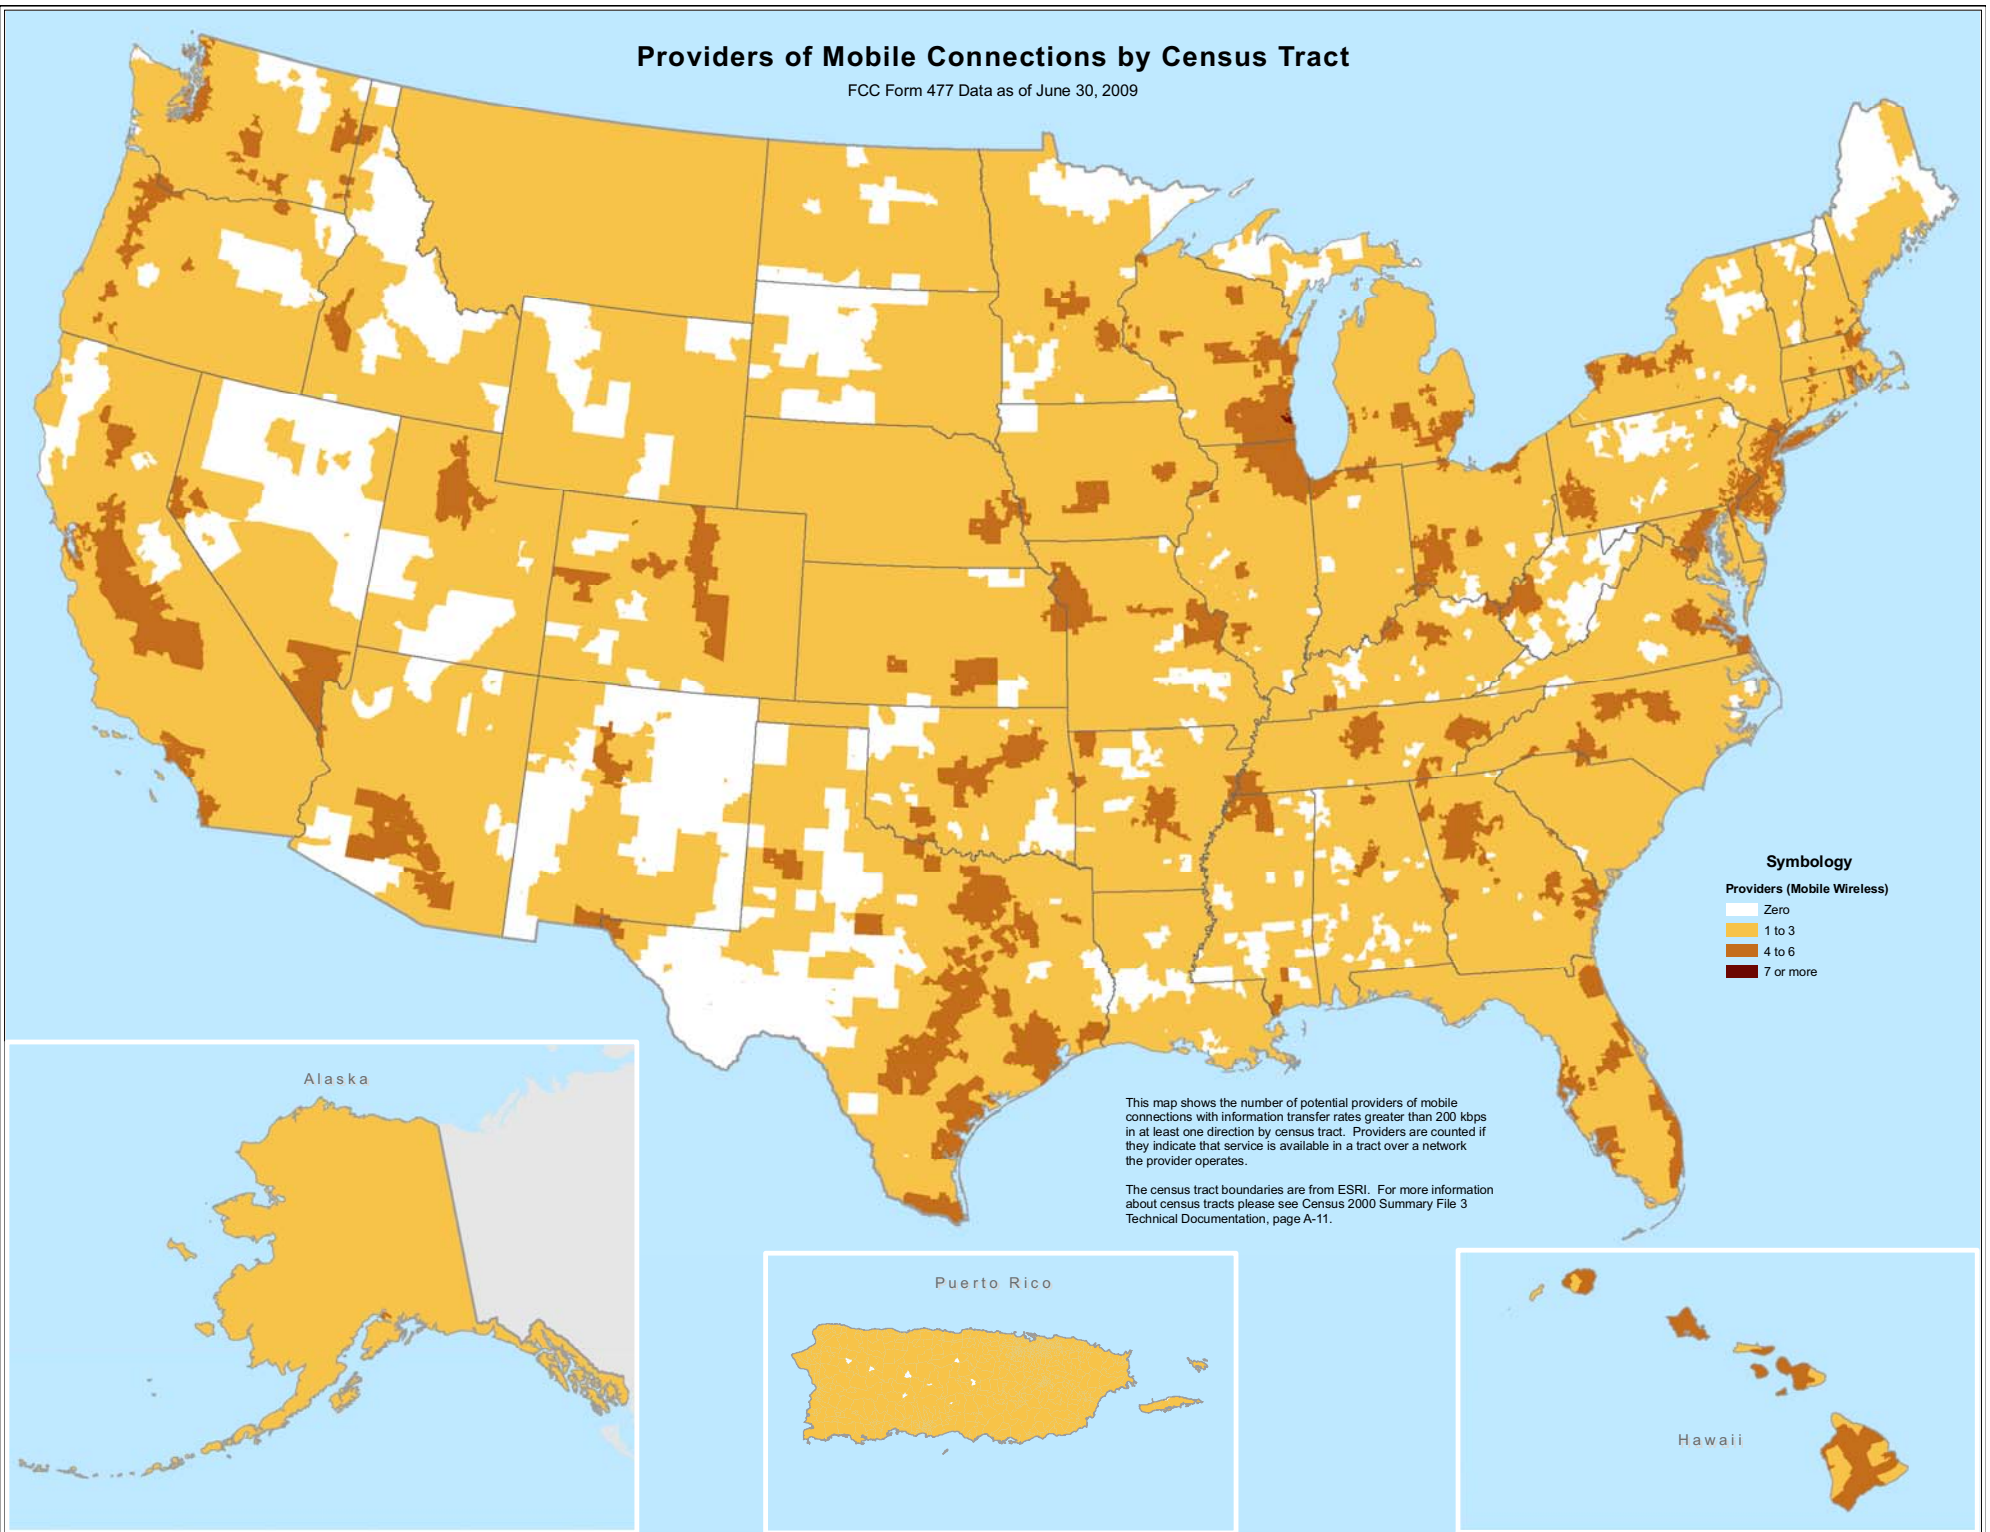 Providers of Mobile Connections by Census Tract
FCC Form 477 Data as of June 30, 2009
Symbology
Providers (Mobile Wireless)
Zero
1 to 3
4 to 6
7 or more
Alaska
This map shows the number of potential providers of mobile
connections with information transfer rates greater than 200 kbps
in at least one direction by census tract. Providers are counted if
they indicate that service is available in a tract over a network
the provider operates.
The census tract boundaries are from ESRI. For more information
about census tracts please see Census 2000 Summary File 3
Technical Documentation, page A-11.
Puerto Rico
Hawaii